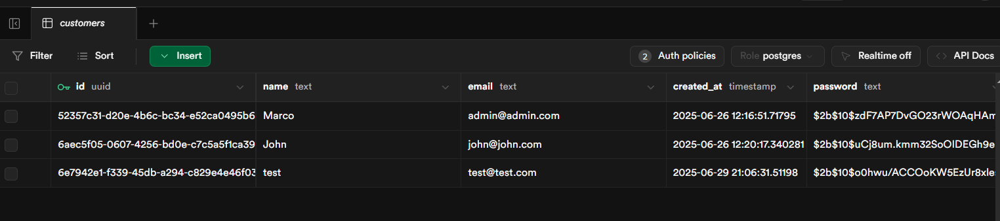 customers
Filter Sort Insert 2 Auth policies Role postgres Realtime off API Docs
id uuid name text email text created_at timestamp password text
52357c31-d20e-4b6c-bc34-e52ca0495b6 Marco admin@admin.com 2025-06-26 12:16:51.71795 $2b$10$zdF7AP7DvGO23rWOAqHAm
6aec5f05-0607-4256-bd0e-c7c5a5f1ca39 John john@john.com 2025-06-26 12:20:17.340281 $2b$10$uCj8um.kmm32SoOIDEGh9e
6e7942e1-f339-45db-a294-c829e4e46f03 test test@test.com 2025-06-29 21:06:31.51198 $2b$10$o0hwu/ACCOoKW5EzUr8xles